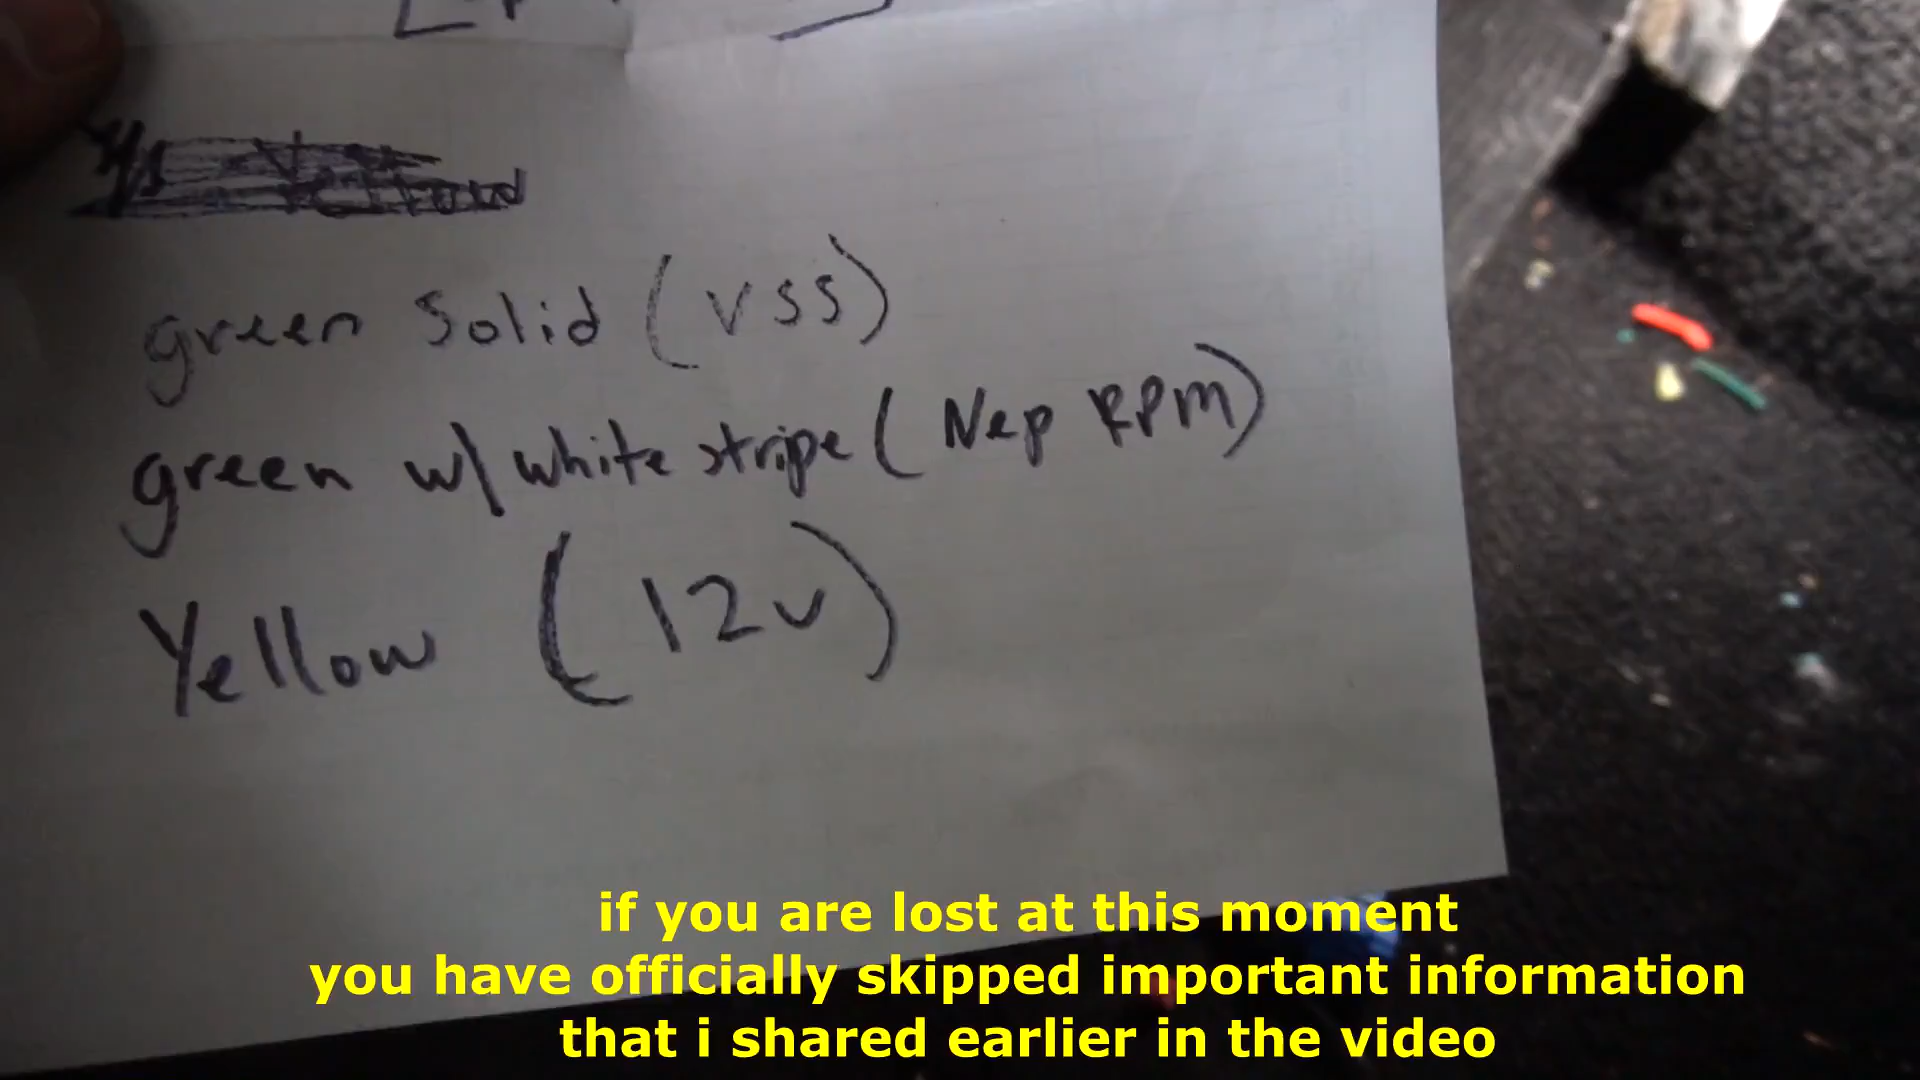 green Solid (VSS)
green w/ white stripe (Nep RPM)
Yellow (12v)
if you are lost at this moment
you have officially skipped important information
that i shared earlier in the video